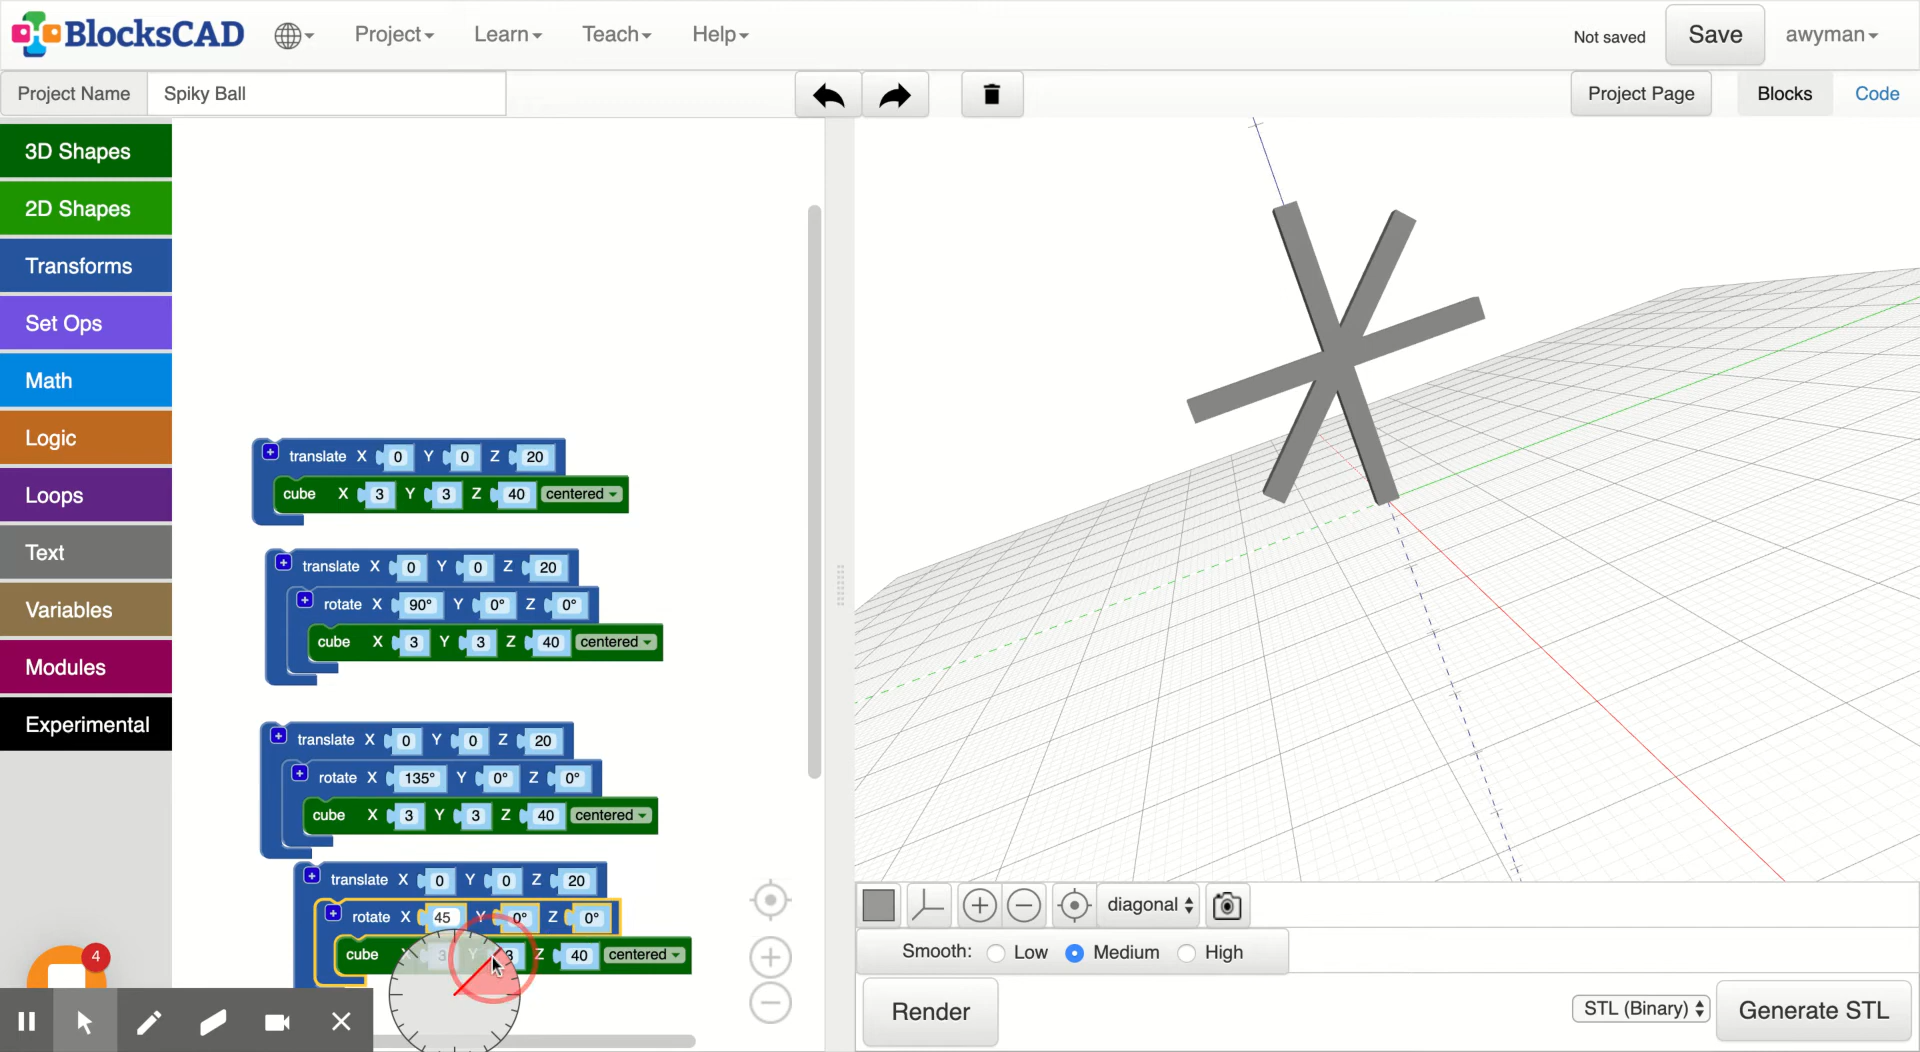 BlocksCAD Project Learn Teach Help Not saved Save awyman
Project Name Spiky Ball Project Page Blocks Code
3D Shapes
2D Shapes
Transforms
Set Ops
Math
Logic
Loops
Text
Variables
Modules
Experimental
+ translate X 0 Y 0 Z 20
cube X 3 Y 3 Z 40 centered
+ translate X 0 Y 0 Z 20
+ rotate X 90° Y 0° Z 0°
cube X 3 Y 3 Z 40 centered
+ translate X 0 Y 0 Z 20
+ rotate X 135° Y 0° Z 0°
cube X 3 Y 3 Z 40 centered
+ translate X 0 Y 0 Z 20
+ rotate X 45 Y 0° Z 0°
cube X 3 Y 3 Z 40 centered
4
diagonal
Smooth: Low Medium High
Render STL (Binary) Generate STL